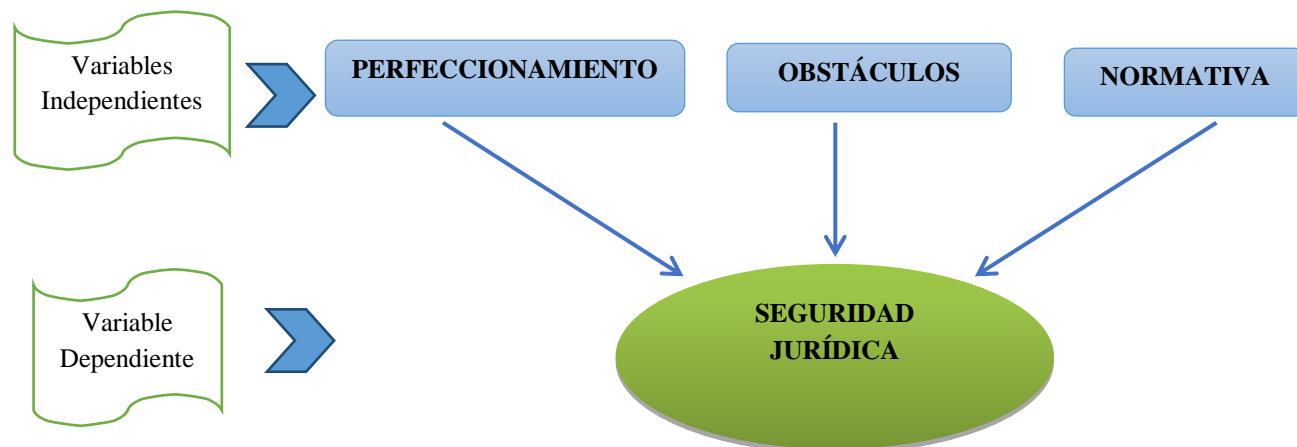 Variables
Independientes
PERFECCIONAMIENTO
OBSTÁCULOS
NORMATIVA
Variable
Dependiente
SEGURIDAD
JURÍDICA